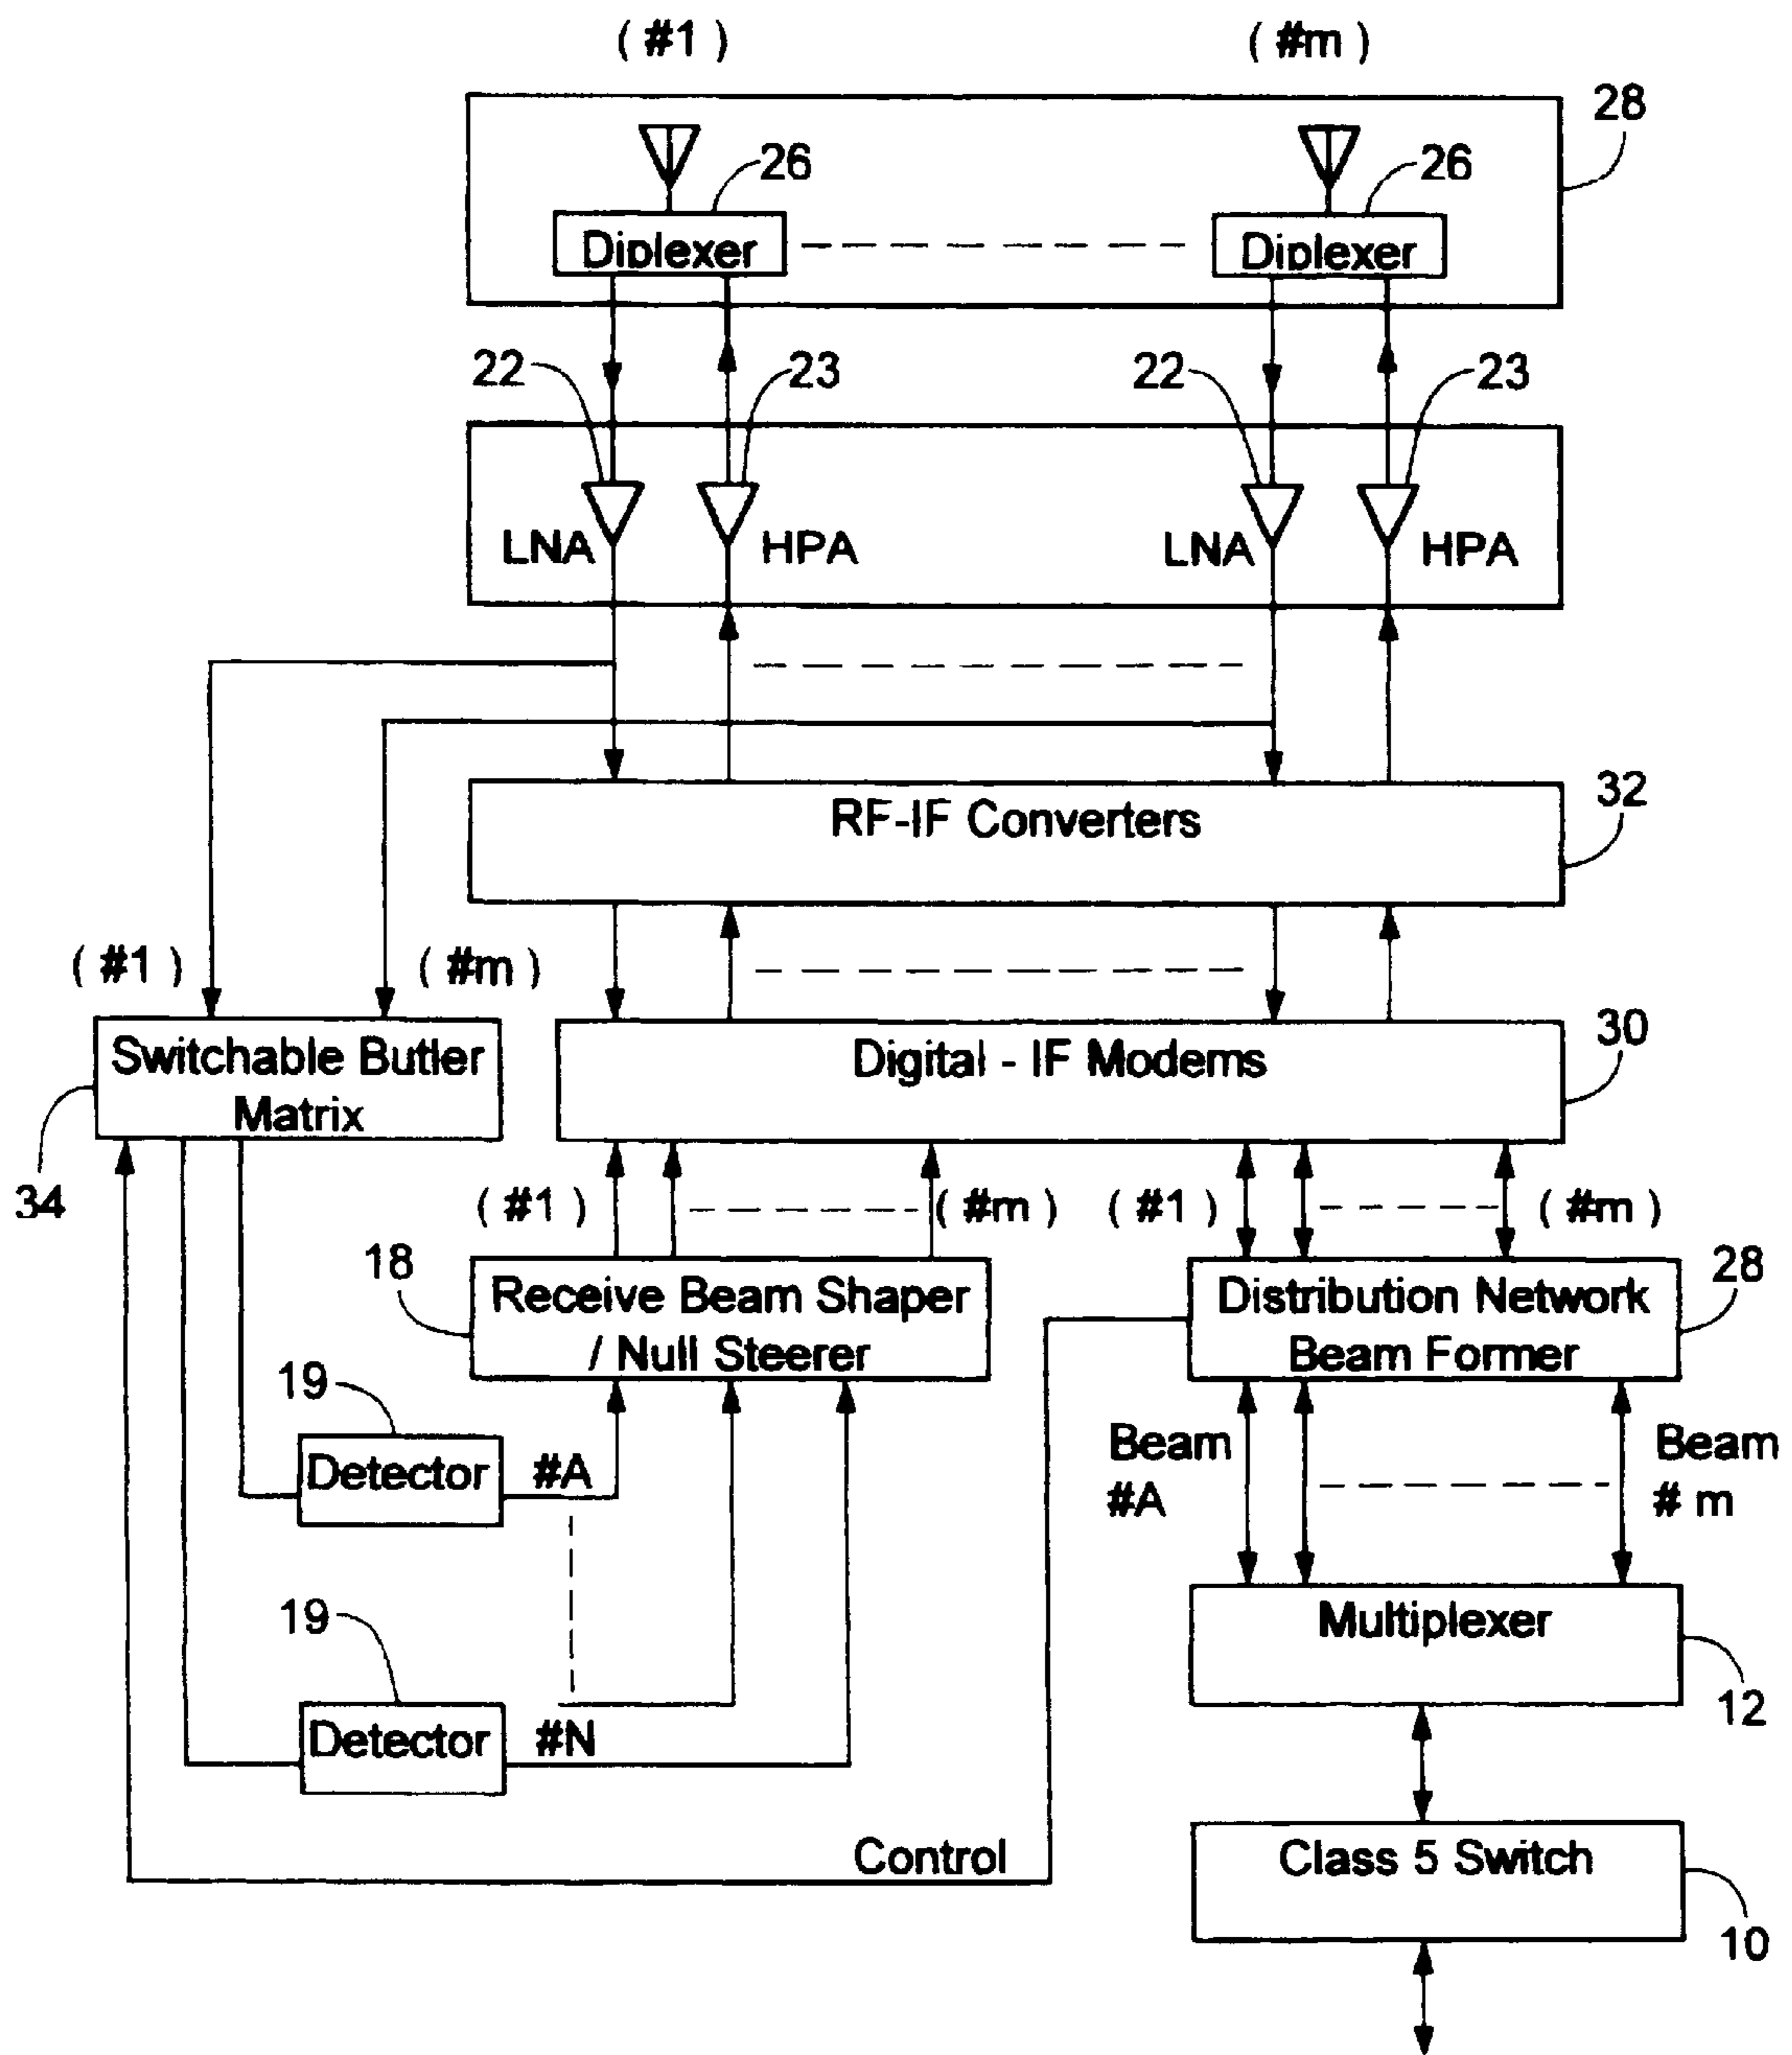 ( #1 )
( #m )
28
26
26
Diplexer
Diplexer
22
23
22
23
LNA
HPA
LNA
HPA
32
RF-IF Converters
( #1 )
( #m )
30
Switchable Butler
Matrix
Digital - IF Modems
34
( #1 )
( #m )
( #1 )
( #m )
18
28
Receive Beam Shaper
/ Null Steerer
Distribution Network
Beam Former
19
Detector
#A
Beam
#A
Beam
# m
19
Multiplexer
12
Detector
#N
Control
Class 5 Switch
10